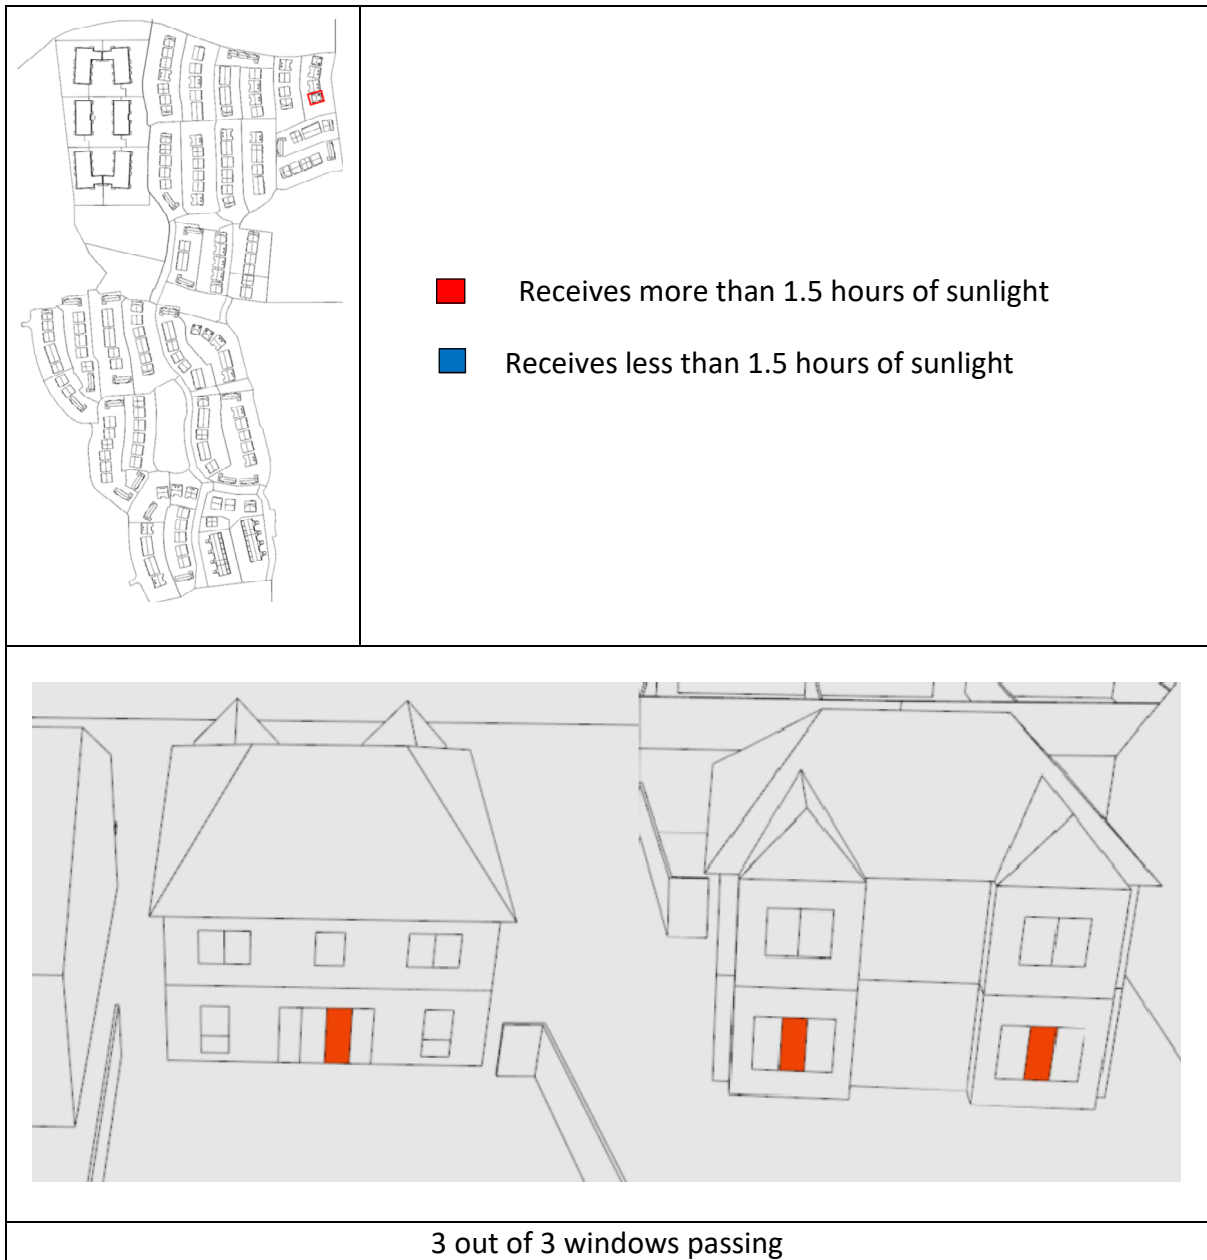 Receives more than 1.5 hours of sunlight
Receives less than 1.5 hours of sunlight
3 out of 3 windows passing